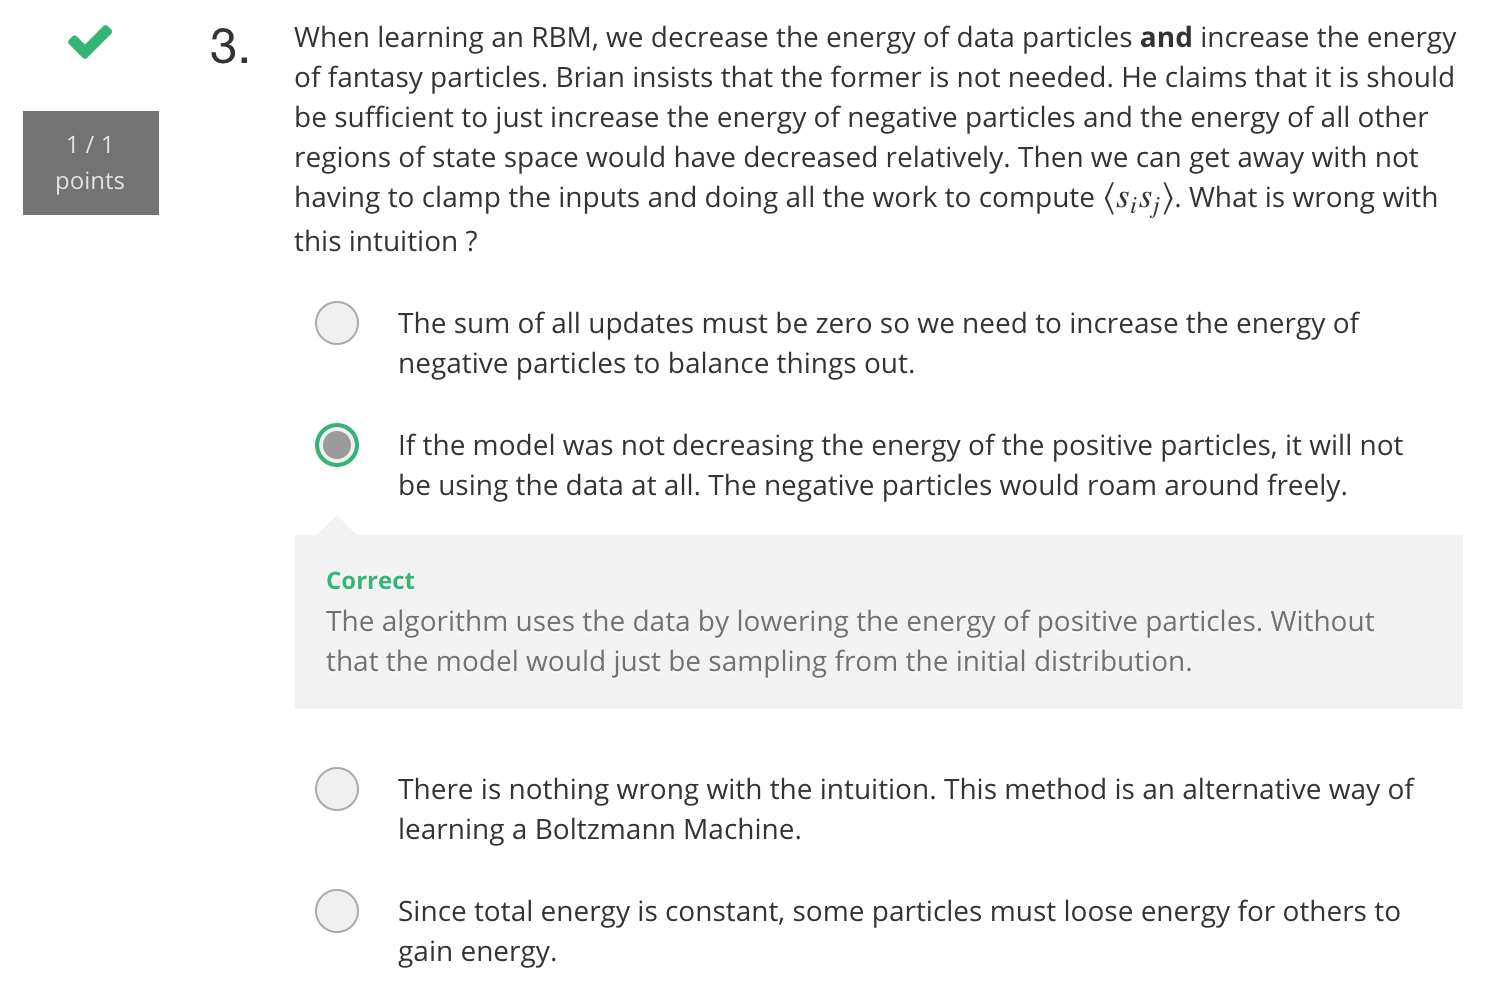 3.
When learning an RBM, we decrease the energy of data particles and increase the energy
of fantasy particles. Brian insists that the former is not needed. He claims that it is should
be sufficient to just increase the energy of negative particles and the energy of all other
regions of state space would have decreased relatively. Then we can get away with not
having to clamp the inputs and doing all the work to compute ⟨sᵢsⱼ⟩. What is wrong with
this intuition ?
1 / 1
points
The sum of all updates must be zero so we need to increase the energy of
negative particles to balance things out.
If the model was not decreasing the energy of the positive particles, it will not
be using the data at all. The negative particles would roam around freely.
Correct
The algorithm uses the data by lowering the energy of positive particles. Without
that the model would just be sampling from the initial distribution.
There is nothing wrong with the intuition. This method is an alternative way of
learning a Boltzmann Machine.
Since total energy is constant, some particles must loose energy for others to
gain energy.